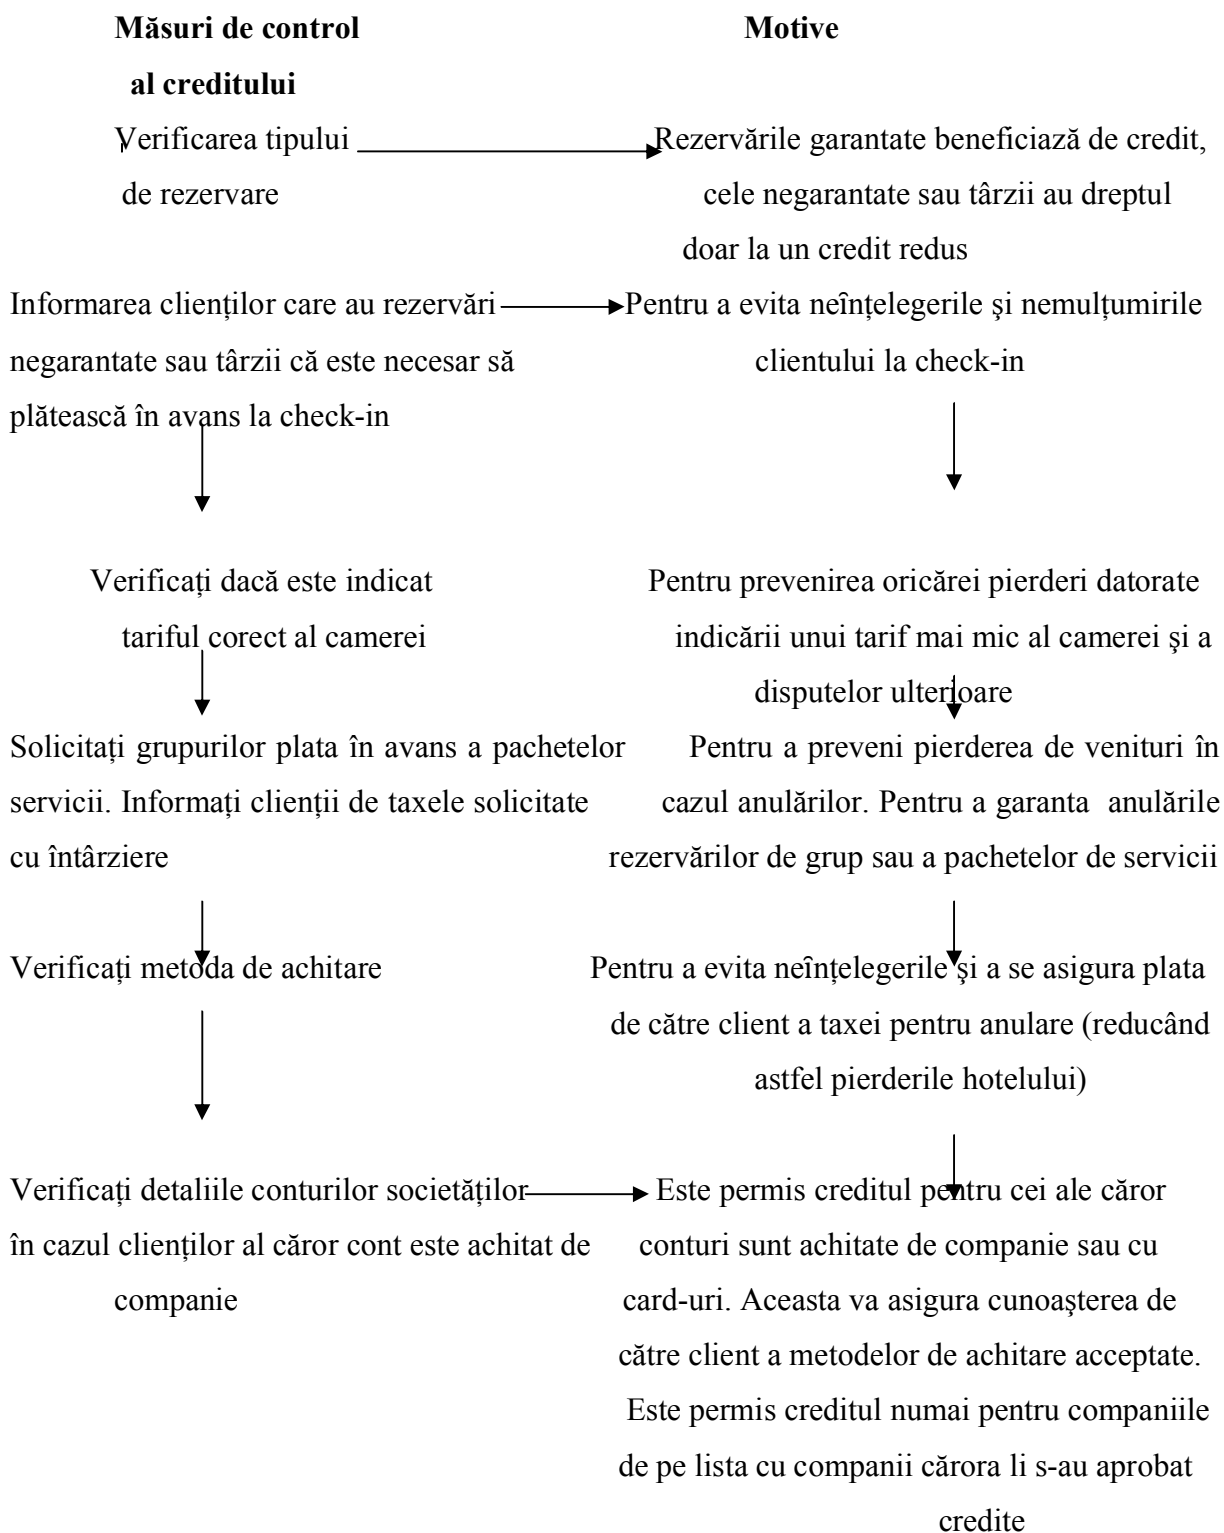 Măsuri de control Motive
al creditului
Verificarea tipului Rezervările garantate beneficiază de credit,
de rezervare cele negarantate sau târzii au dreptul
doar la un credit redus
Informarea clienților care au rezervări Pentru a evita neînțelegerile şi nemulțumirile
negarantate sau târzii că este necesar să clientului la check-in
plătească în avans la check-in
Verificați dacă este indicat Pentru prevenirea oricărei pierderi datorate
tariful corect al camerei indicării unui tarif mai mic al camerei şi a
disputelor ulterioare
Solicitați grupurilor plata în avans a pachetelor Pentru a preveni pierderea de venituri în
servicii. Informați clienții de taxele solicitate cazul anulărilor. Pentru a garanta anulările
cu întârziere rezervărilor de grup sau a pachetelor de servicii
Verificați metoda de achitare Pentru a evita neînțelegerile şi a se asigura plata
de către client a taxei pentru anulare (reducând
astfel pierderile hotelului)
Verificați detaliile conturilor societăților Este permis creditul pentru cei ale căror
în cazul clienților al căror cont este achitat de conturi sunt achitate de companie sau cu
companie card-uri. Aceasta va asigura cunoaşterea de
către client a metodelor de achitare acceptate.
Este permis creditul numai pentru companiile
de pe lista cu companii cărora li s-au aprobat
credite